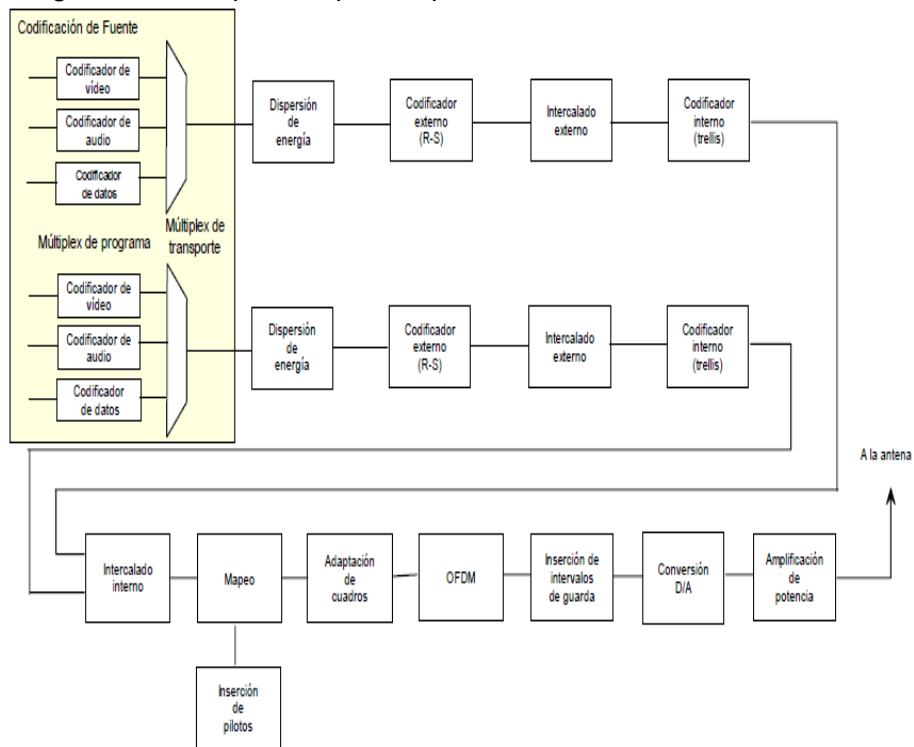 Codificación de Fuente
Codificador de
vídeo
Codificador de
audio
Codificador
de datos
Múltiplex de programa
Múltiplex de
transporte
Dispersión
de
energía
Codificador
externo
(R-S)
Intercalado
externo
Codificador
interno
(trellis)
Codificador de
vídeo
Codificador de
audio
Codificador
de datos
Dispersión
de
energía
Codificador
externo
(R-S)
Intercalado
externo
Codificador
interno
(trellis)
A la antena
Intercalado
interno
Mapeo
Adaptación
de
cuadros
OFDM
Inserción de
intervalos
de guarda
Conversión
D/A
Amplificación
de
potencia
Inserción
de
pilotos